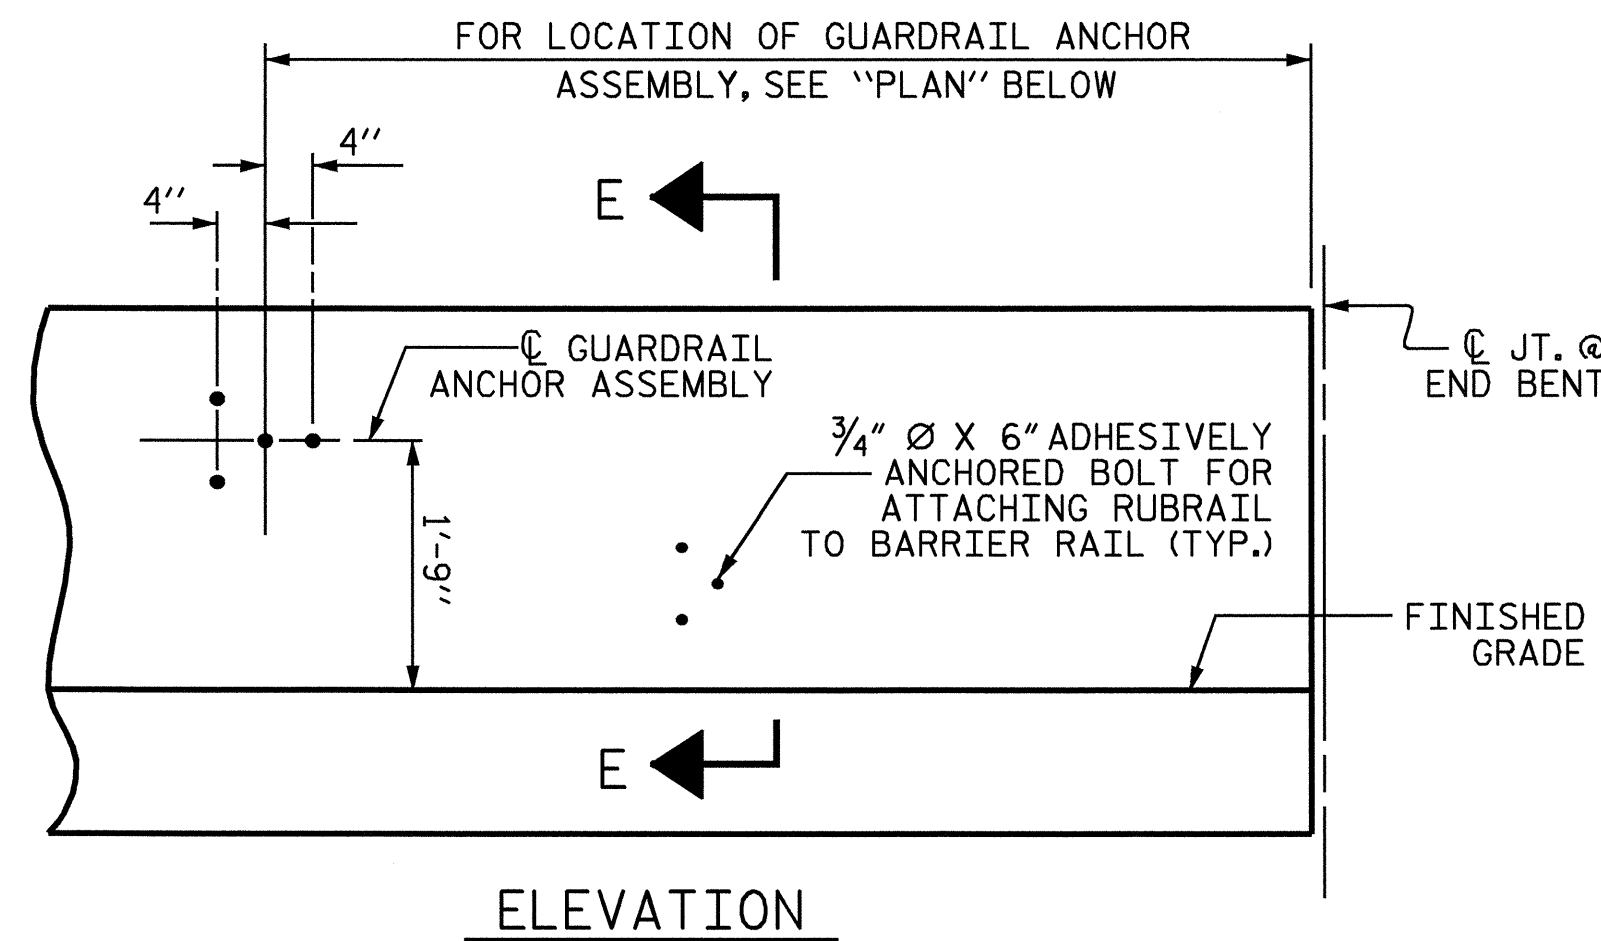 FOR LOCATION OF GUARDRAIL ANCHOR
ASSEMBLY, SEE "PLAN" BELOW
4"
4"
E
℄ GUARDRAIL
ANCHOR ASSEMBLY
℄ JT. @
END BENT
3/4" Ø X 6" ADHESIVELY
ANCHORED BOLT FOR
ATTACHING RUBRAIL
TO BARRIER RAIL (TYP.)
1'-9"
FINISHED
GRADE
E
ELEVATION